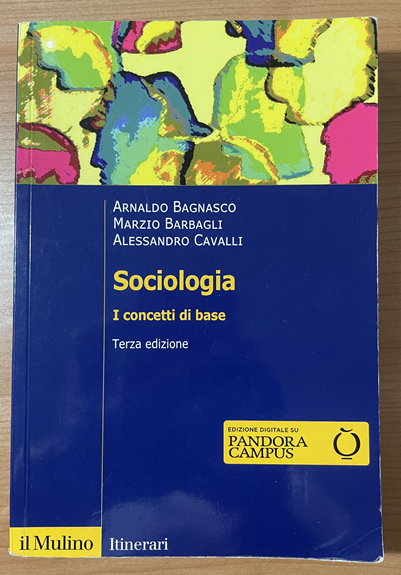 ARNALDO BAGNASCO
MARZIO BARBAGLI
ALESSANDRO CAVALLI
Sociologia
I concetti di base
Terza edizione
EDIZIONE DIGITALE SU
PANDORA
CAMPUS
il Mulino Itinerari